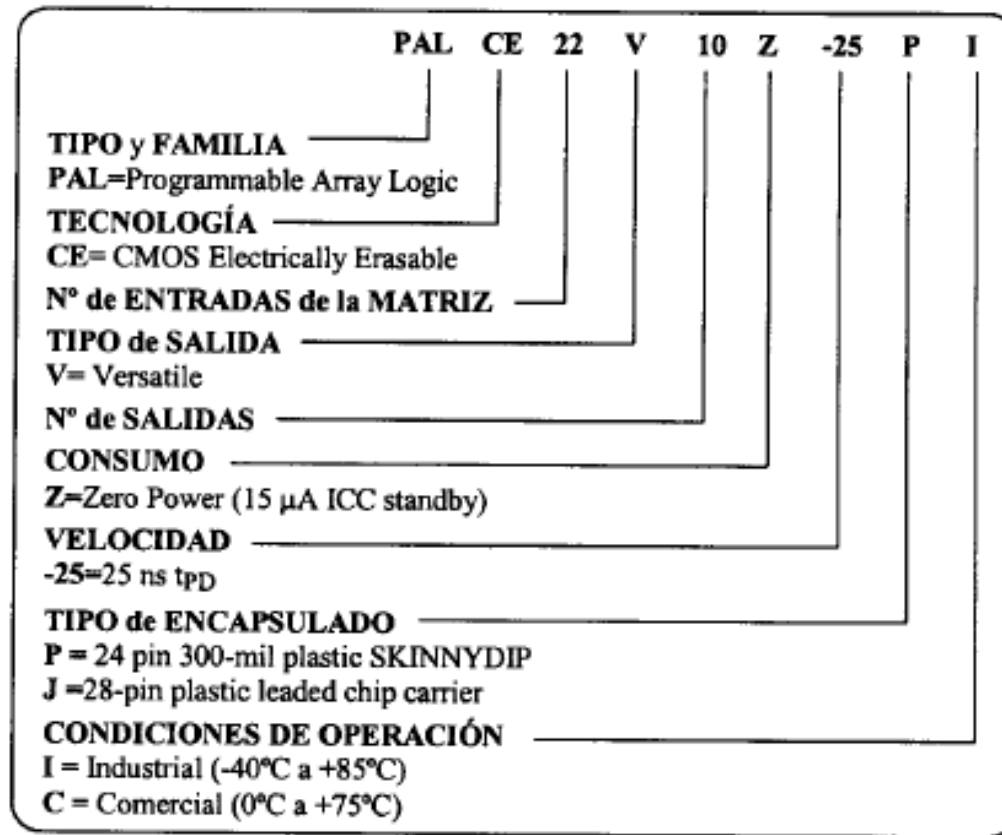 PAL CE 22 V 10 Z -25 P I
TIPO y FAMILIA
PAL=Programmable Array Logic
TECNOLOGÍA
CE= CMOS Electrically Erasable
Nº de ENTRADAS de la MATRIZ
TIPO de SALIDA
V= Versatile
Nº de SALIDAS
CONSUMO
Z=Zero Power (15 µA ICC standby)
VELOCIDAD
-25=25 ns tPD
TIPO de ENCAPSULADO
P = 24 pin 300-mil plastic SKINNYDIP
J =28-pin plastic leaded chip carrier
CONDICIONES DE OPERACIÓN
I = Industrial (-40ºC a +85ºC)
C = Comercial (0ºC a +75ºC)